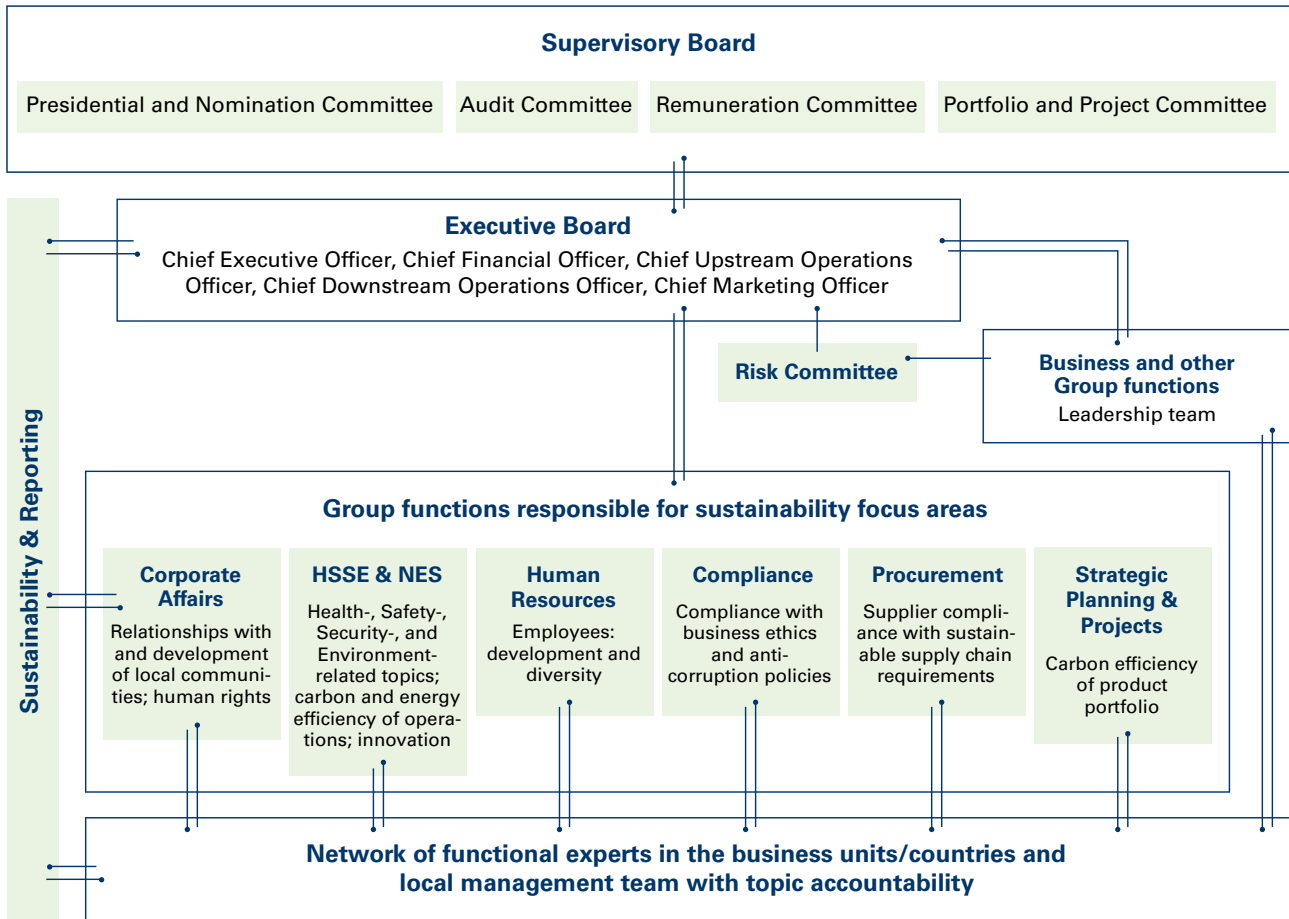 Supervisory Board
Presidential and Nomination Committee
Audit Committee
Remuneration Committee
Portfolio and Project Committee
Sustainability & Reporting
Executive Board
Chief Executive Officer, Chief Financial Officer, Chief Upstream Operations
Officer, Chief Downstream Operations Officer, Chief Marketing Officer
Risk Committee
Business and other
Group functions
Leadership team
Group functions responsible for sustainability focus areas
Corporate
Affairs
Relationships with
and development
of local communi-
ties; human rights
HSSE & NES
Health-, Safety-,
Security-, and
Environment-
related topics;
carbon and energy
efficiency of opera-
tions; innovation
Human
Resources
Employees:
development and
diversity
Compliance
Compliance with
business ethics
and anti-
corruption policies
Procurement
Supplier compli-
ance with sustain-
able supply chain
requirements
Strategic
Planning &
Projects
Carbon efficiency
of product
portfolio
Network of functional experts in the business units/countries and
local management team with topic accountability